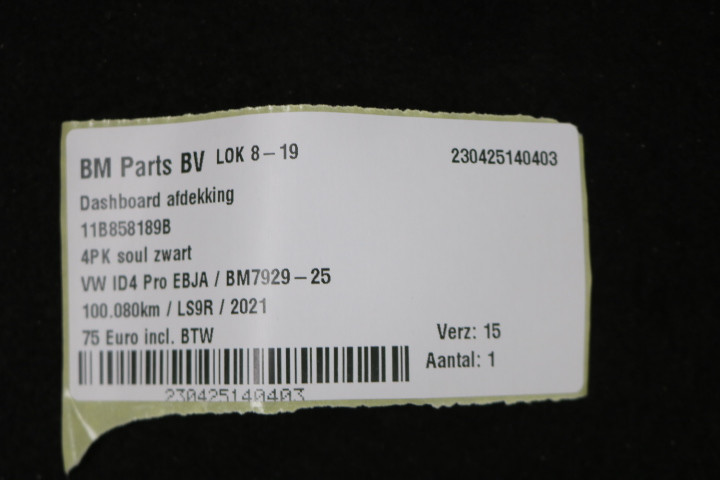 BM Parts BV LOK 8-19 230425140403
Dashboard afdekking
11B858189B
4PK soul zwart
VW ID4 Pro EBJA / BM7929-25
100.080km / LS9R / 2021
75 Euro incl. BTW Verz: 15
Aantal: 1
230425140403